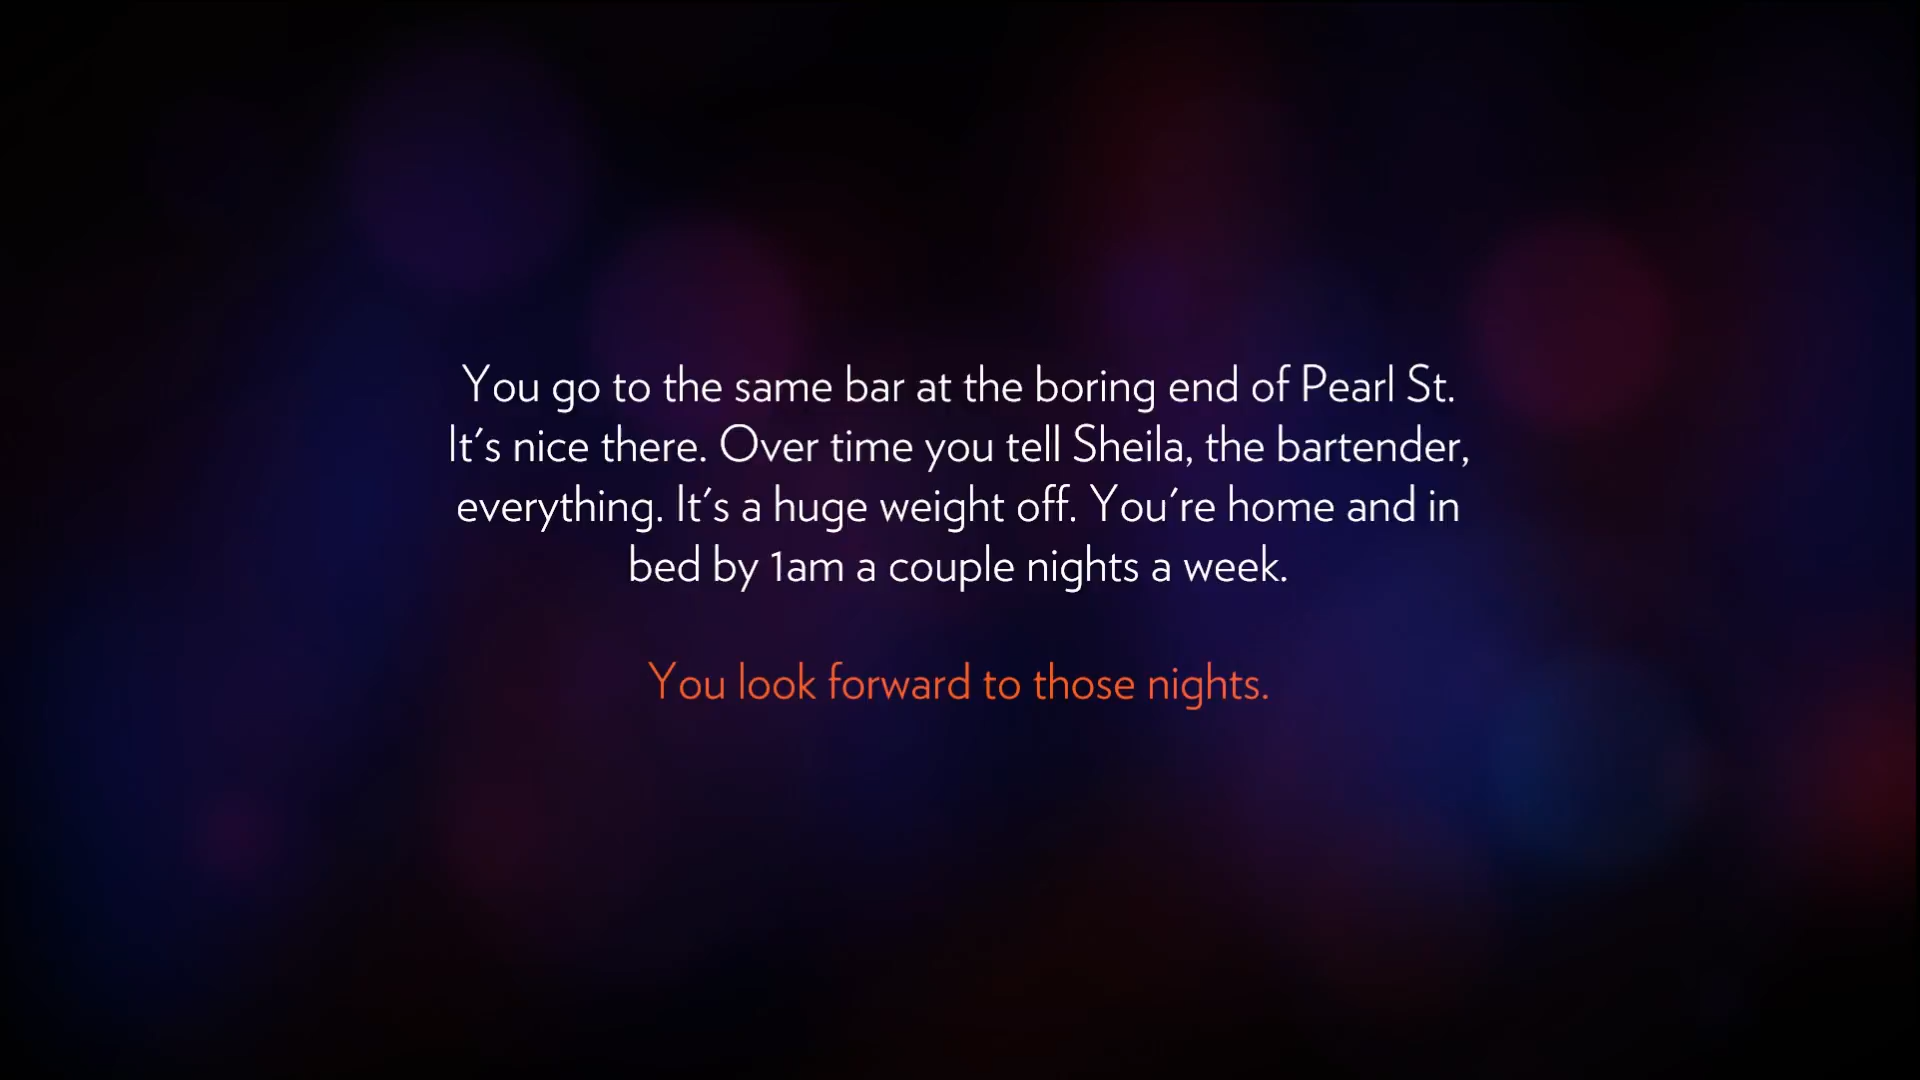 You go to the same bar at the boring end of Pearl St.
It's nice there. Over time you tell Sheila, the bartender,
everything. It's a huge weight off. You're home and in
bed by 1am a couple nights a week.
You look forward to those nights.